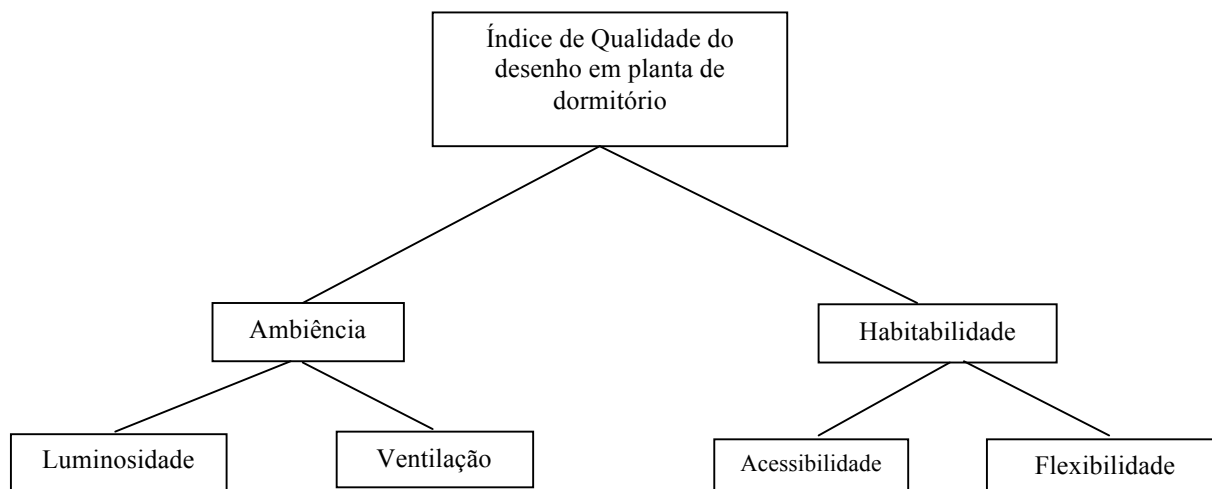 Índice de Qualidade do
desenho em planta de
dormitório
Ambiência
Habitabilidade
Luminosidade
Ventilação
Acessibilidade
Flexibilidade